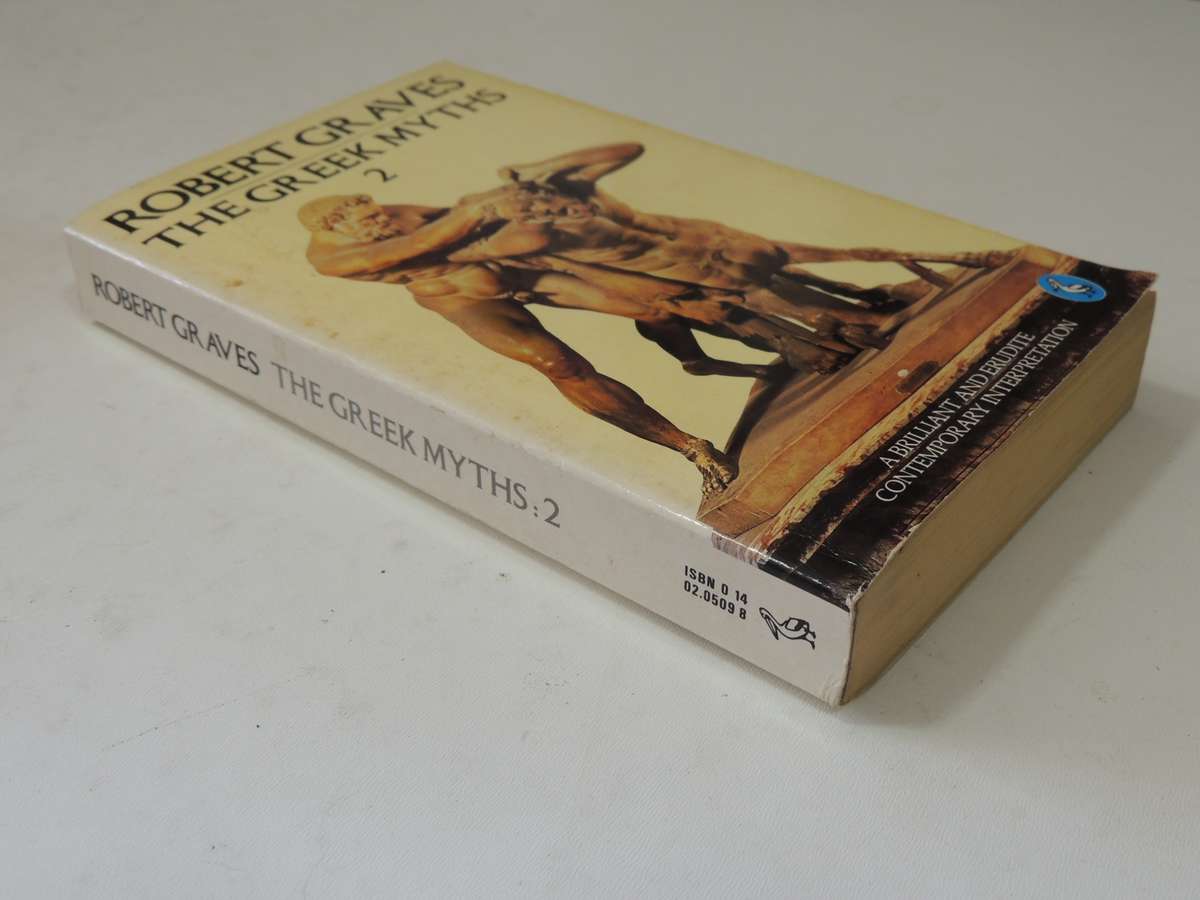 ROBERT GRAVES
THE GREEK MYTHS
2
A BRILLIANT AND ERUDITE
CONTEMPORARY INTERPRETATION
ROBERT GRAVES THE GREEK MYTHS: 2
ISBN 0 14
02.0509 8